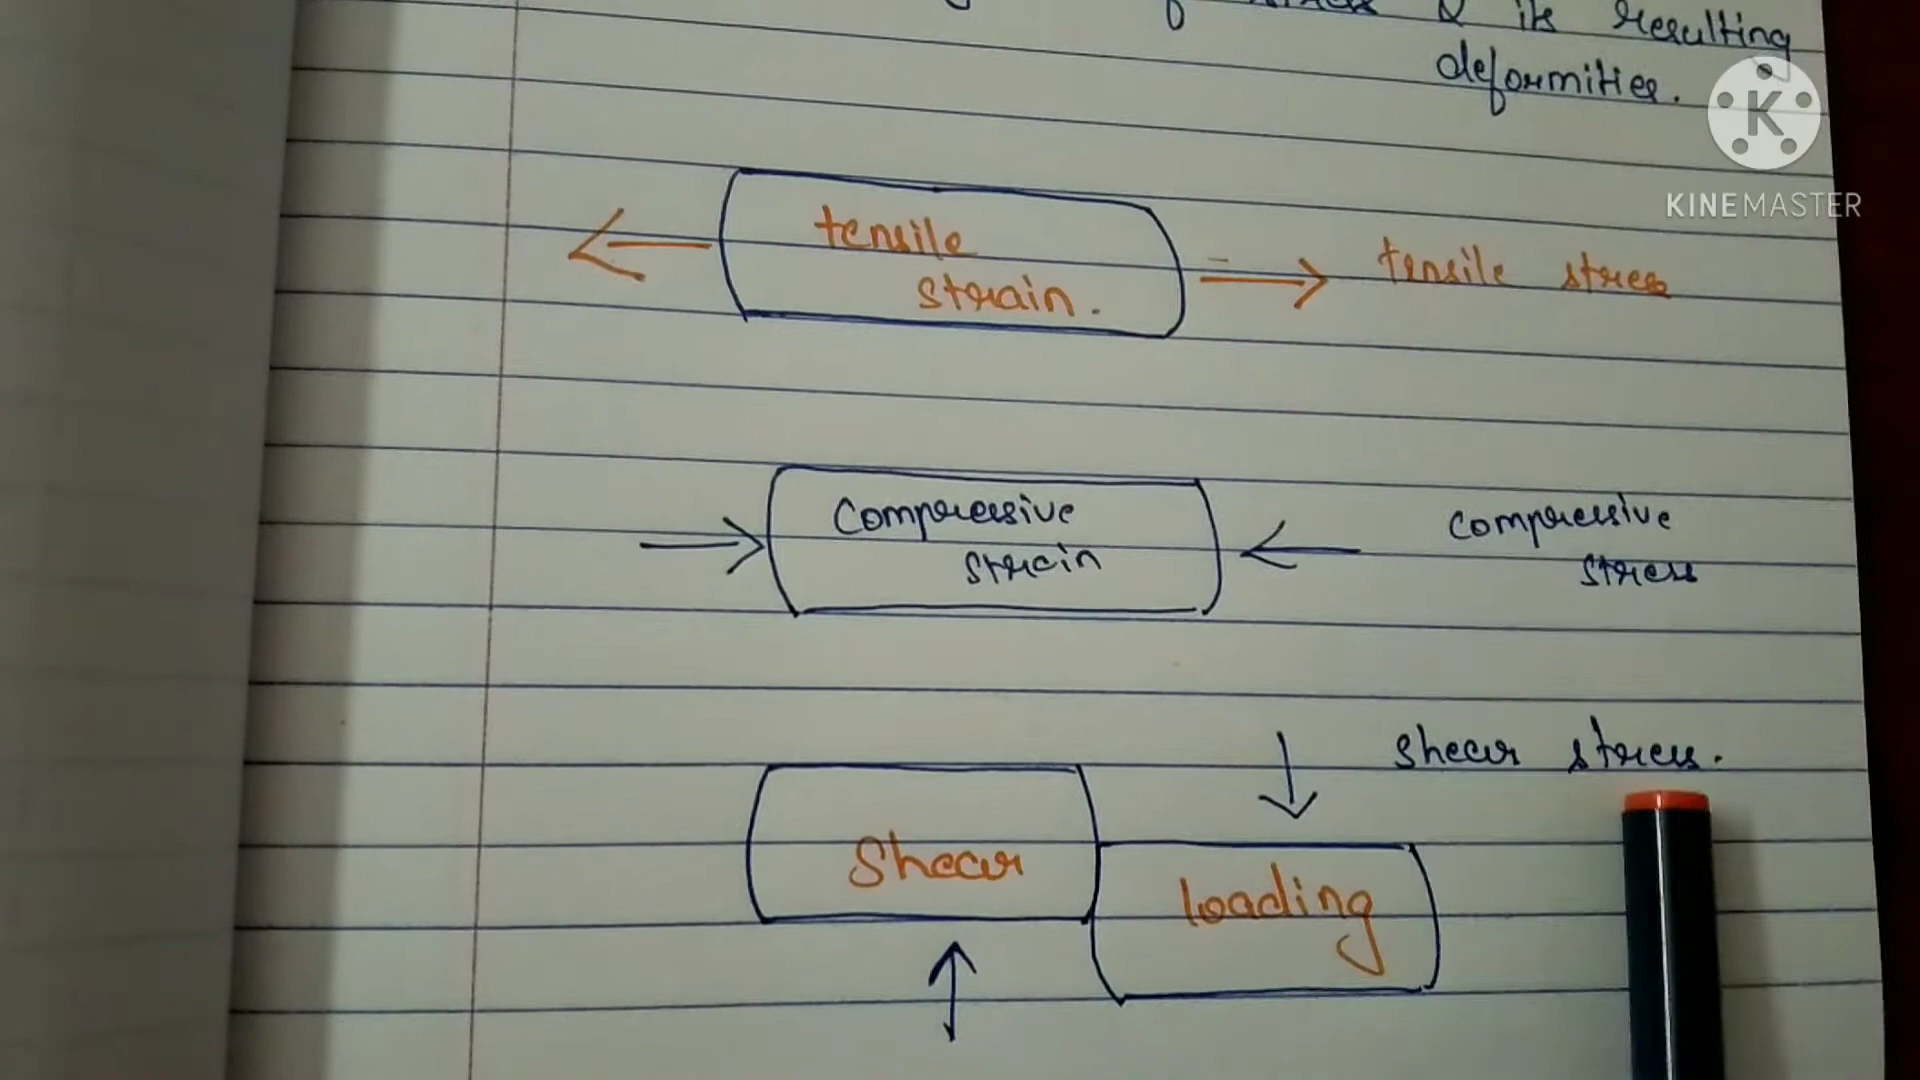 & its resulting
deformities.
K
KINEMASTER
tensile
strain.
tensile stress
Compressive
strain
compressive
stress
shear stress.
Shear
loading